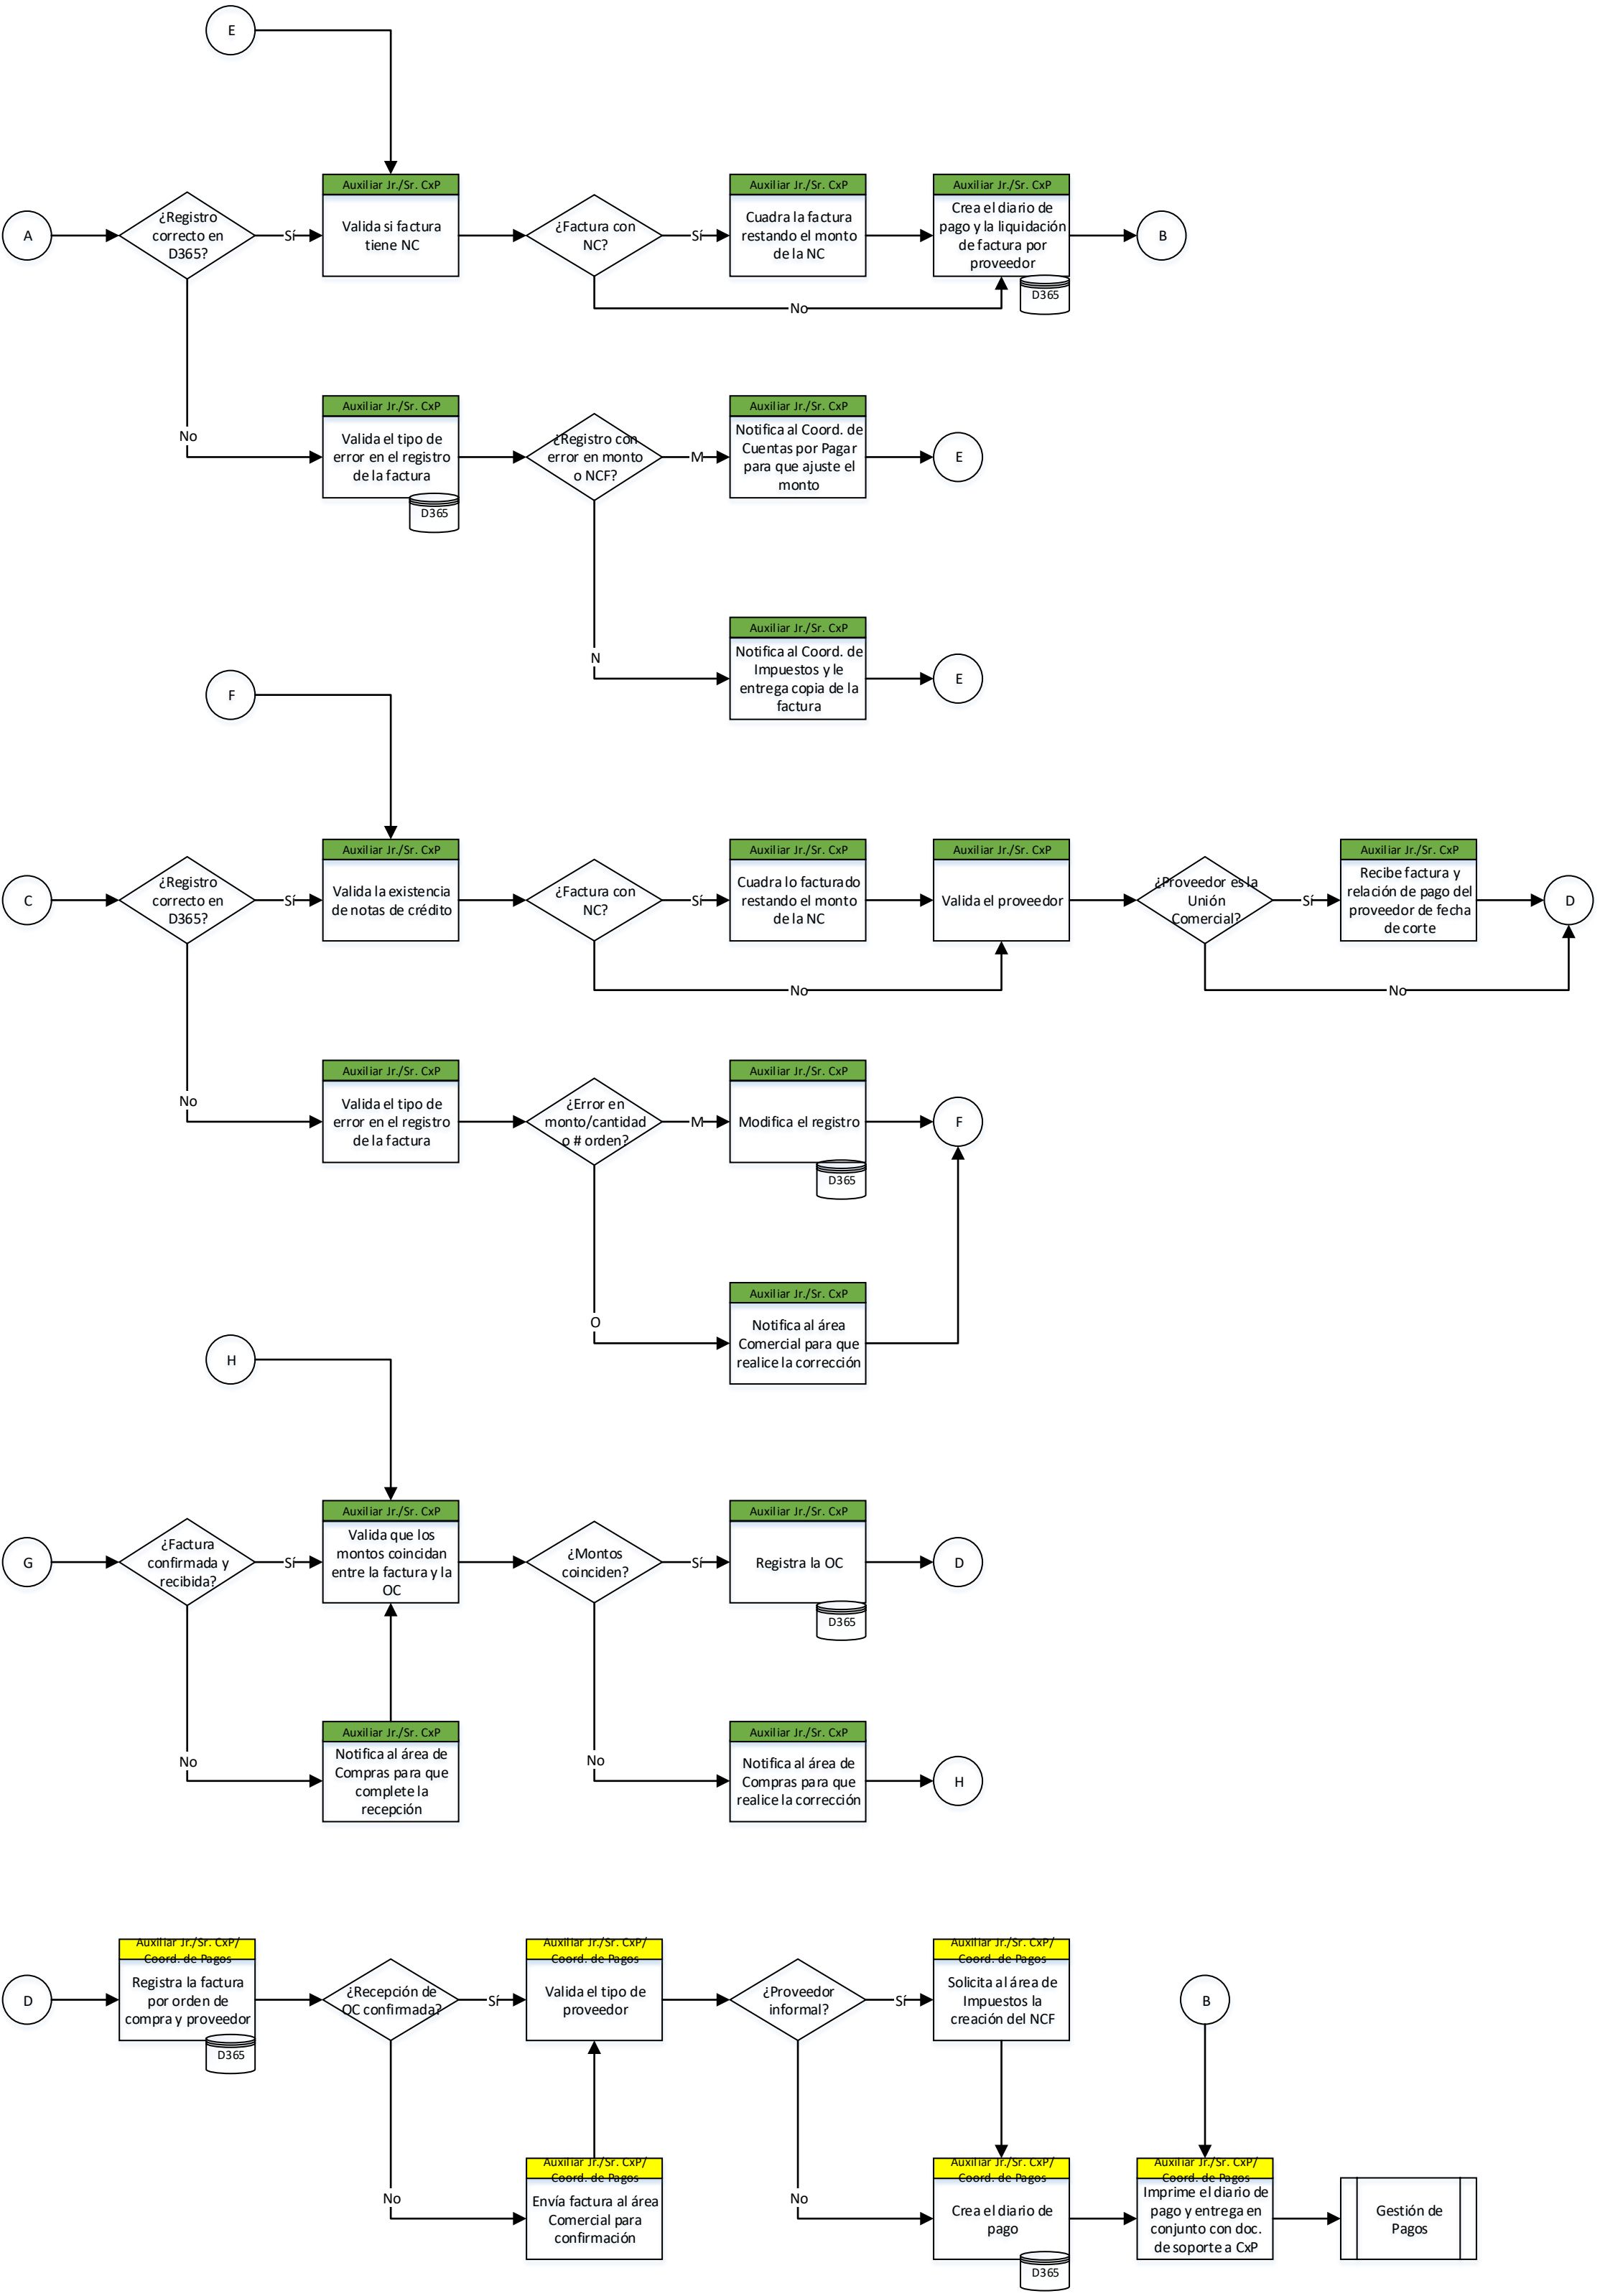 E
Auxiliar Jr./Sr. CxP
Auxiliar Jr./Sr. CxP
Auxiliar Jr./Sr. CxP
A
¿Registro
correcto en
D365?
Sí
Valida si factura
tiene NC
¿Factura con
NC?
Sí
Cuadra la factura
restando el monto
de la NC
Crea el diario de
pago y la liquidación
de factura por
proveedor
B
D365
No
Auxiliar Jr./Sr. CxP
Auxiliar Jr./Sr. CxP
No
Valida el tipo de
error en el registro
de la factura
D365
¿Registro con
error en monto
o NCF?
M
Notifica al Coord. de
Cuentas por Pagar
para que ajuste el
monto
E
Auxiliar Jr./Sr. CxP
N
Notifica al Coord. de
Impuestos y le
entrega copia de la
factura
E
F
Auxiliar Jr./Sr. CxP
Auxiliar Jr./Sr. CxP
Auxiliar Jr./Sr. CxP
Auxiliar Jr./Sr. CxP
C
¿Registro
correcto en
D365?
Sí
Valida la existencia
de notas de crédito
¿Factura con
NC?
Sí
Cuadra lo facturado
restando el monto
de la NC
Valida el proveedor
¿Proveedor es la
Unión
Comercial?
Sí
Recibe factura y
relación de pago del
proveedor de fecha
de corte
D
No
No
Auxiliar Jr./Sr. CxP
Auxiliar Jr./Sr. CxP
No
Valida el tipo de
error en el registro
de la factura
¿Error en
monto/cantidad
o # orden?
M
Modifica el registro
D365
F
Auxiliar Jr./Sr. CxP
O
Notifica al área
Comercial para que
realice la corrección
H
Auxiliar Jr./Sr. CxP
Auxiliar Jr./Sr. CxP
G
¿Factura
confirmada y
recibida?
Sí
Valida que los
montos coincidan
entre la factura y la
OC
¿Montos
coinciden?
Sí
Registra la OC
D365
D
Auxiliar Jr./Sr. CxP
Auxiliar Jr./Sr. CxP
No
Notifica al área de
Compras para que
complete la
recepción
No
Notifica al área de
Compras para que
realice la corrección
H
Auxiliar Jr./Sr. CxP/
Coord. de Pagos
Auxiliar Jr./Sr. CxP/
Coord. de Pagos
Auxiliar Jr./Sr. CxP/
Coord. de Pagos
D
Registra la factura
por orden de
compra y proveedor
D365
¿Recepción de
OC confirmada?
Sí
Valida el tipo de
proveedor
¿Proveedor
informal?
Sí
Solicita al área de
Impuestos la
creación del NCF
B
Auxiliar Jr./Sr. CxP/
Coord. de Pagos
Auxiliar Jr./Sr. CxP/
Coord. de Pagos
Auxiliar Jr./Sr. CxP/
Coord. de Pagos
No
Envía factura al área
Comercial para
confirmación
No
Crea el diario de
pago
D365
Imprime el diario de
pago y entrega en
conjunto con doc.
de soporte a CxP
Gestión de
Pagos